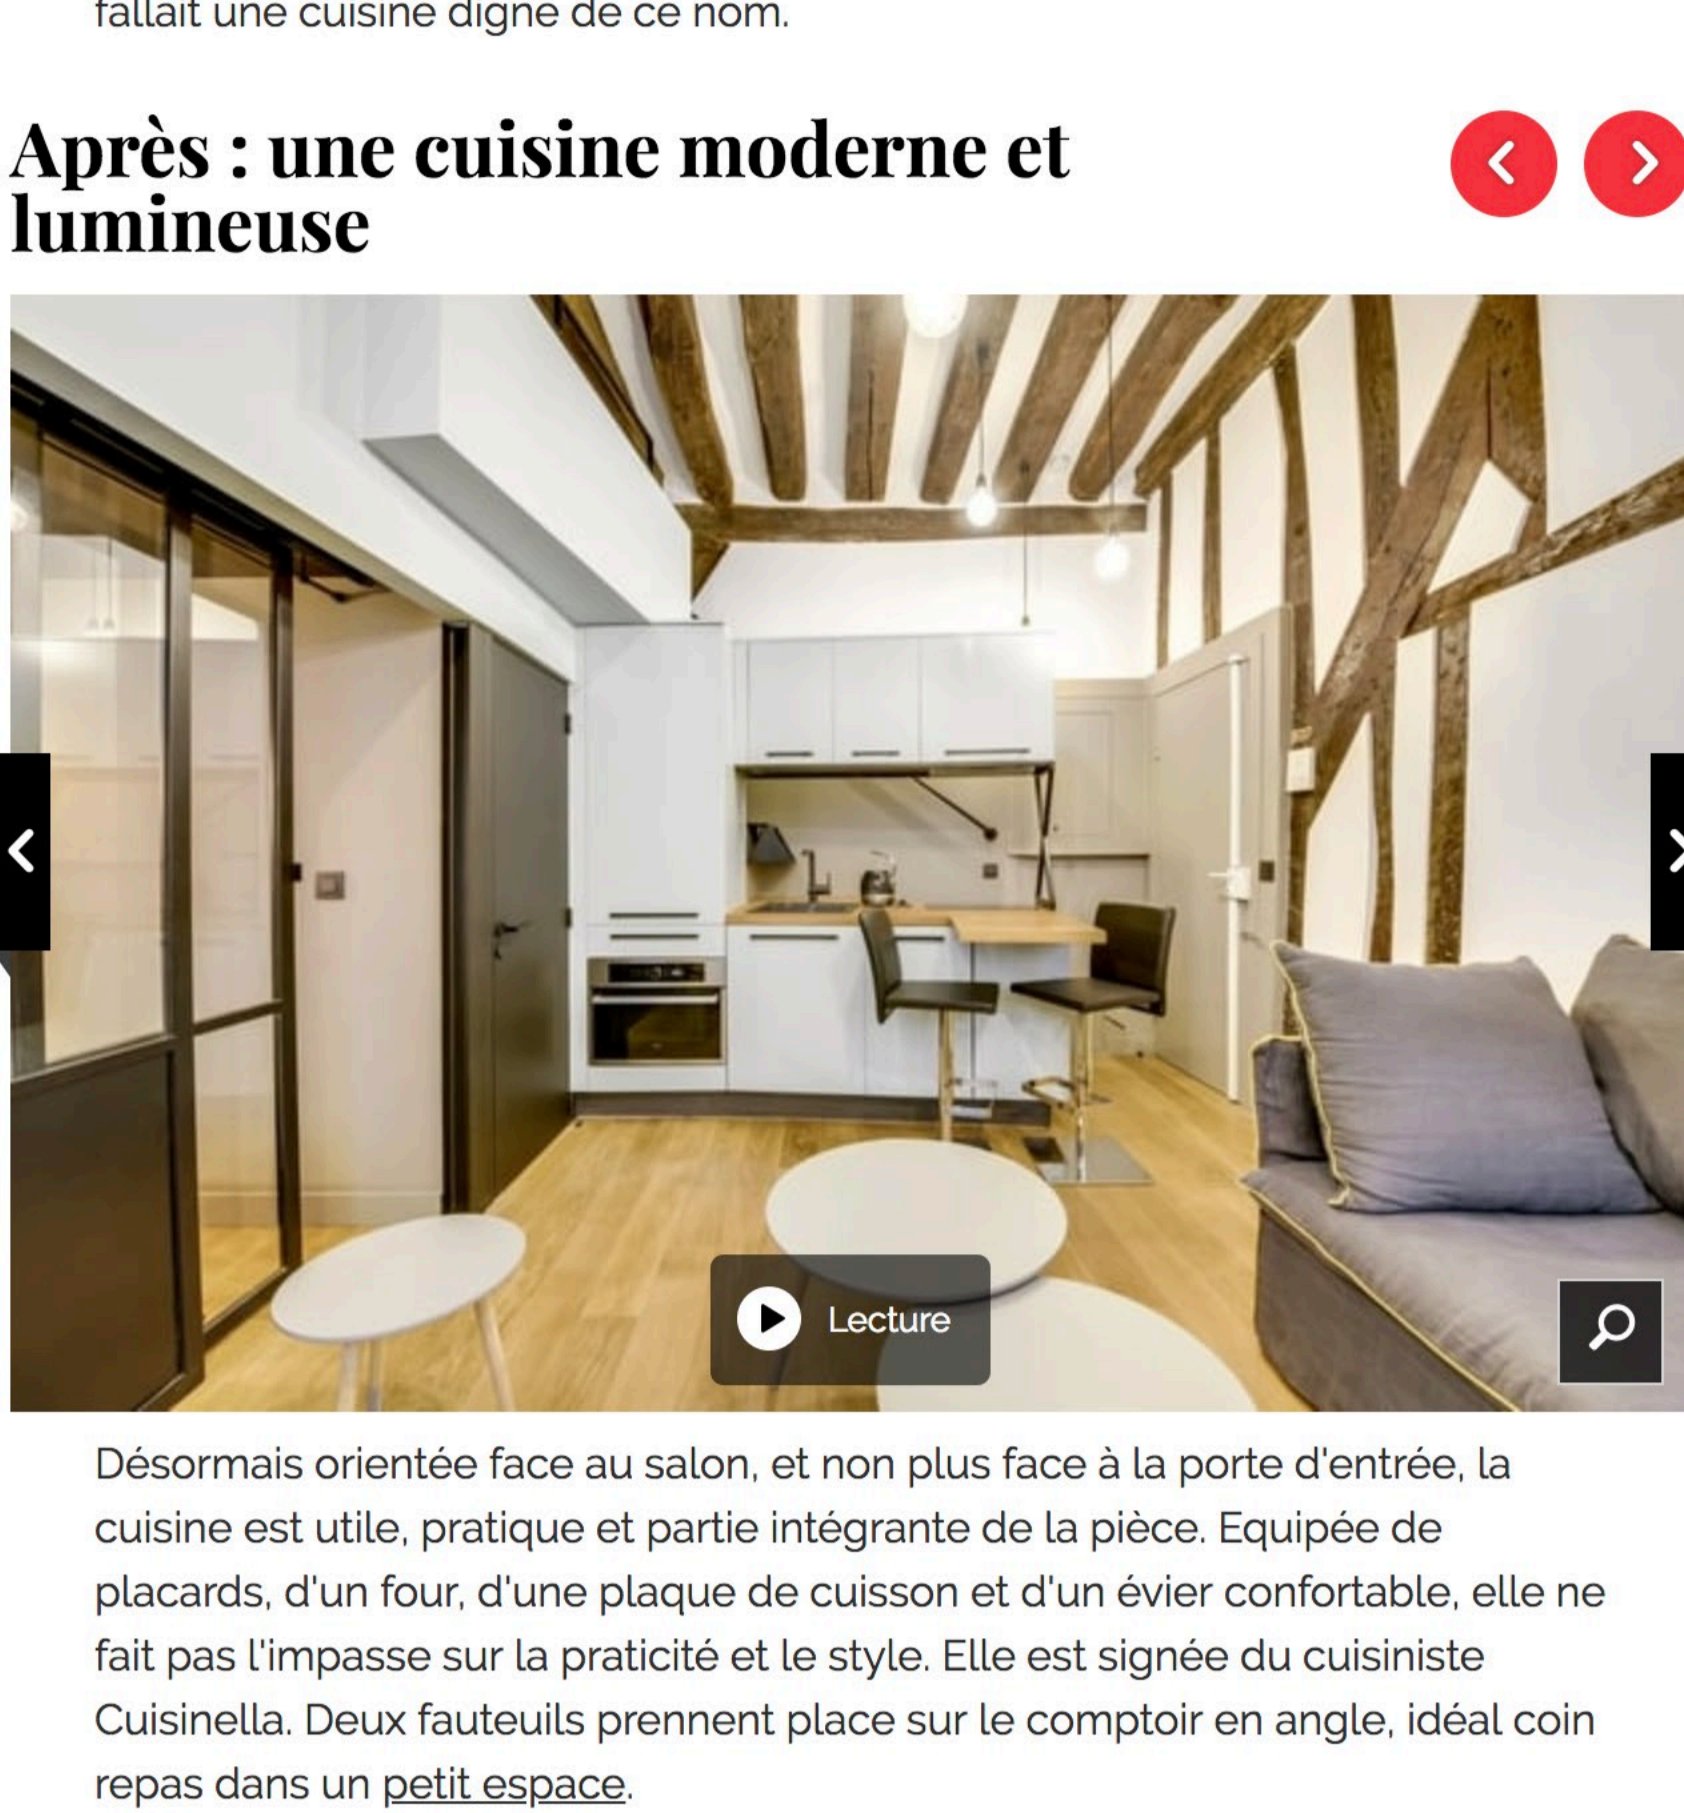 fallait une cuisine digne de ce nom.
Après : une cuisine moderne et
lumineuse
Lecture
Désormais orientée face au salon, et non plus face à la porte d'entrée, la
cuisine est utile, pratique et partie intégrante de la pièce. Equipée de
placards, d'un four, d'une plaque de cuisson et d'un évier confortable, elle ne
fait pas l'impasse sur la praticité et le style. Elle est signée du cuisiniste
Cuisinella. Deux fauteuils prennent place sur le comptoir en angle, idéal coin
repas dans un petit espace.